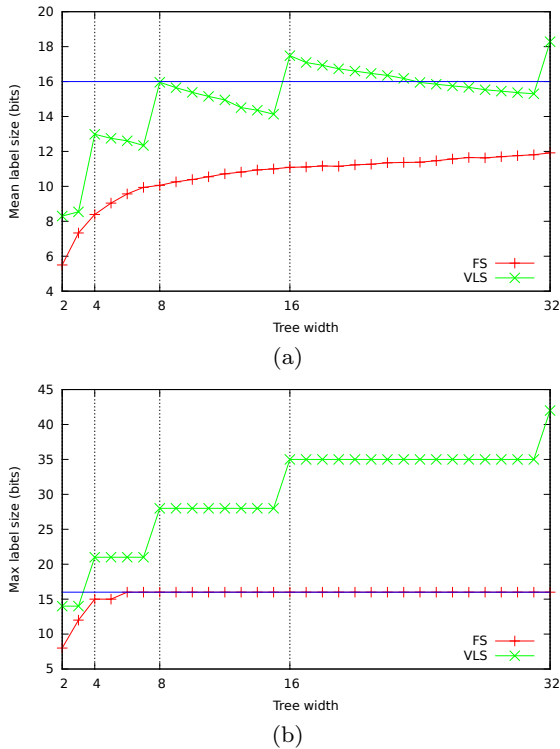 20
18
16
14
12
10
8
6
4
Mean label size (bits)
FS
VLS
2 4 8 16 32
Tree width
(a)
45
40
35
30
25
20
15
10
5
Max label size (bits)
FS
VLS
2 4 8 16 32
Tree width
(b)